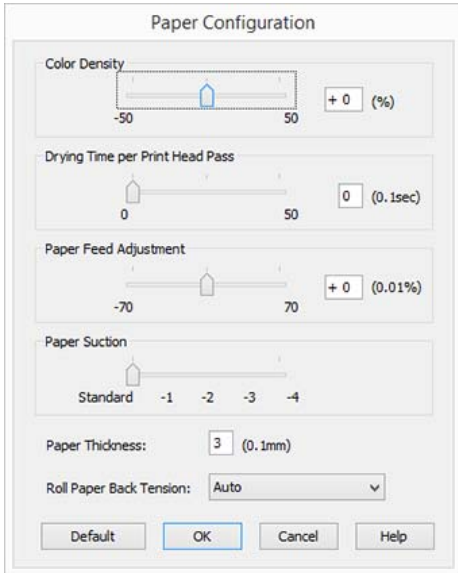 Paper Configuration
Color Density
+ 0 (%)
-50 50
Drying Time per Print Head Pass
0 (0.1sec)
0 50
Paper Feed Adjustment
+ 0 (0.01%)
-70 70
Paper Suction
Standard -1 -2 -3 -4
Paper Thickness: 3 (0.1mm)
Roll Paper Back Tension: Auto
Default OK Cancel Help